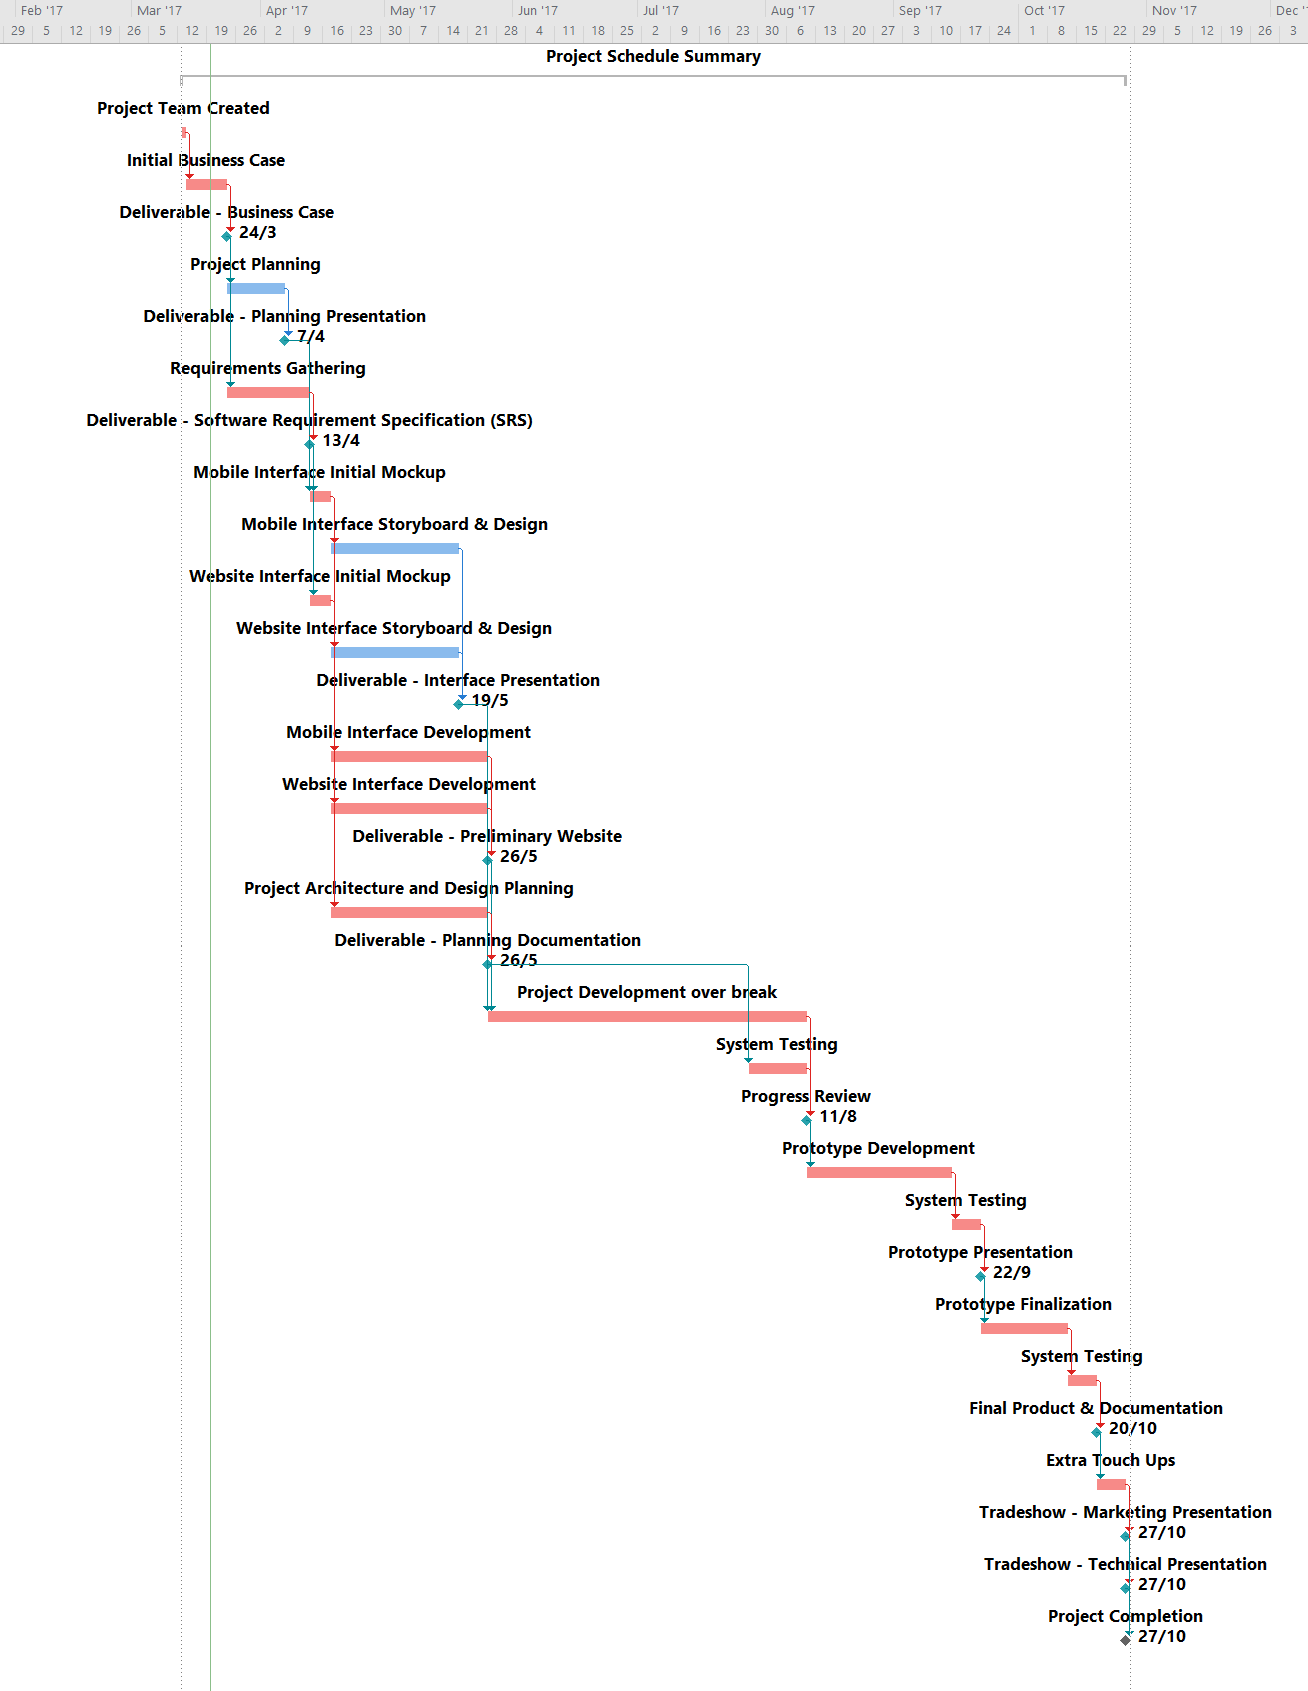 Feb '17 Mar '17 Apr '17 May '17 Jun '17 Jul '17 Aug '17 Sep '17 Oct '17 Nov '17 Dec '
29 5 12 19 26 5 12 19 26 2 9 16 23 30 7 14 21 28 4 11 18 25 2 9 16 23 30 6 13 20 27 3 10 17 24 1 8 15 22 29 5 12 19 26 3
Project Schedule Summary
Project Team Created
Initial Business Case
Deliverable - Business Case
24/3
Project Planning
Deliverable - Planning Presentation
7/4
Requirements Gathering
Deliverable - Software Requirement Specification (SRS)
13/4
Mobile Interface Initial Mockup
Mobile Interface Storyboard & Design
Website Interface Initial Mockup
Website Interface Storyboard & Design
Deliverable - Interface Presentation
19/5
Mobile Interface Development
Website Interface Development
Deliverable - Preliminary Website
26/5
Project Architecture and Design Planning
Deliverable - Planning Documentation
26/5
Project Development over break
System Testing
Progress Review
11/8
Prototype Development
System Testing
Prototype Presentation
22/9
Prototype Finalization
System Testing
Final Product & Documentation
20/10
Extra Touch Ups
Tradeshow - Marketing Presentation
27/10
Tradeshow - Technical Presentation
27/10
Project Completion
27/10